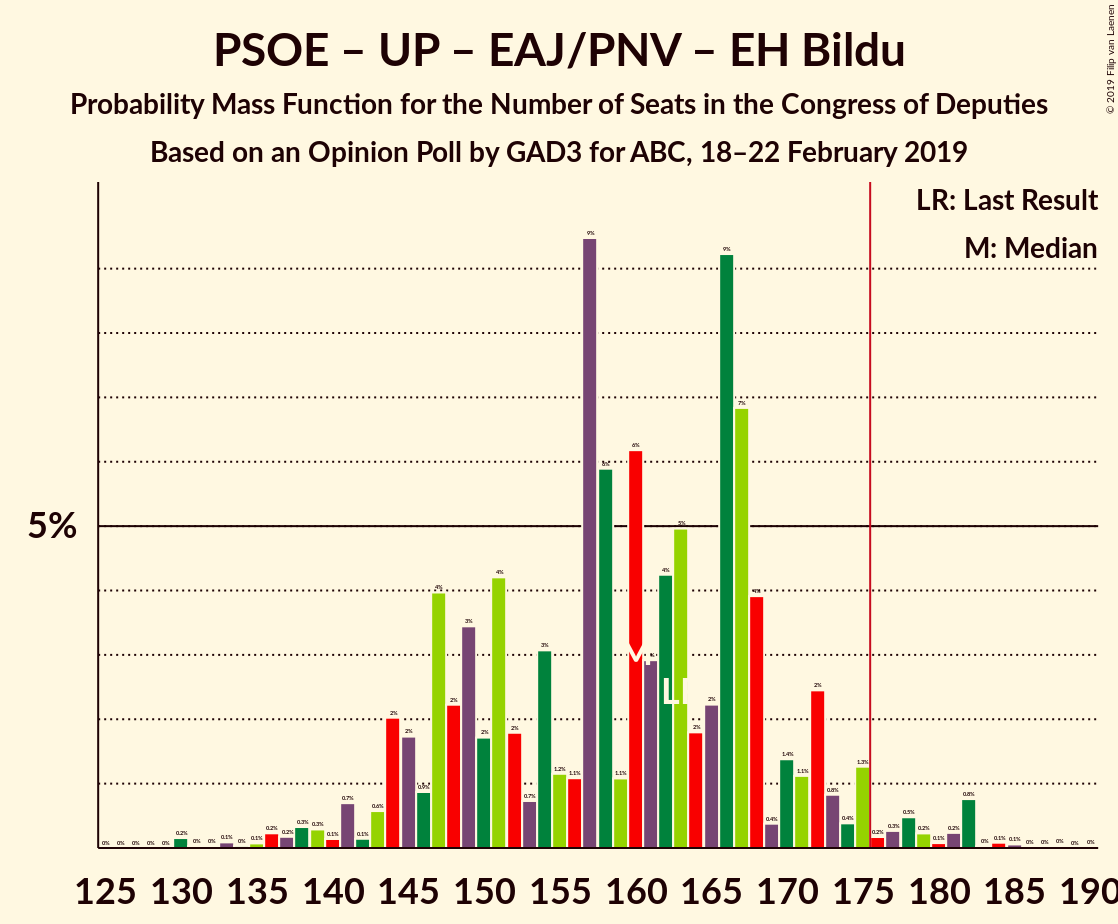 PSOE – UP – EAJ/PNV – EH Bildu
Probability Mass Function for the Number of Seats in the Congress of Deputies
Based on an Opinion Poll by GAD3 for ABC, 18–22 February 2019
© 2019 Filip van Laenen
LR: Last Result
M: Median
5%
0% 0% 0% 0% 0% 0.2% 0% 0% 0.1% 0% 0.1% 0.2% 0.2% 0.3% 0.3% 0.1% 0.7% 0.1% 0.6% 2% 2% 0.9% 4% 2% 3% 2% 4% 2% 0.7% 3% 1.2% 1.1% 9% 6% 1.1% 6% 4% 5% 2% 2% 9% 7% 4% 0.4% 1.4% 1.1% 2% 0.8% 0.4% 1.3% 0.2% 0.3% 0.5% 0.2% 0.1% 0.2% 0.8% 0% 0.1% 0.1% 0% 0% 0% 0% 0%
M
125 130 135 140 145 150 155 160 165 170 175 180 185 190